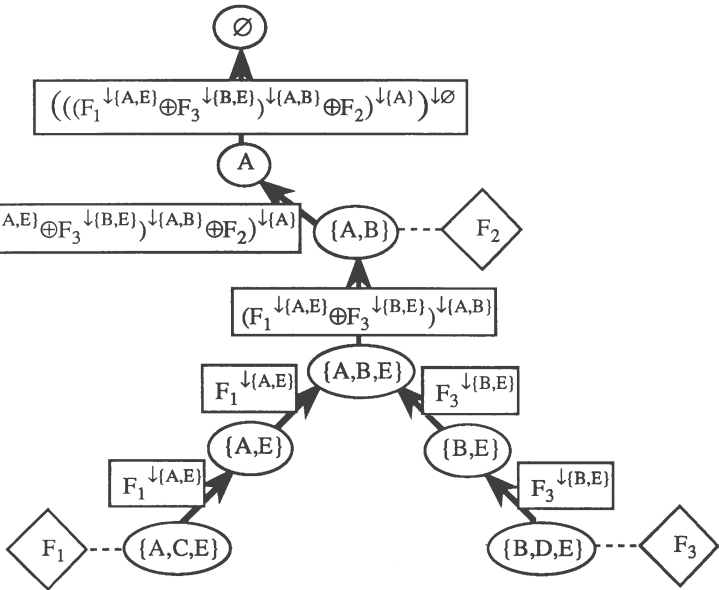 ∅
(((F₁↓{A,E}⊕F₃↓{B,E})↓{A,B}⊕F₂)↓{A})↓∅
A
A,E}⊕F₃↓{B,E})↓{A,B}⊕F₂)↓{A}
{A,B}
F₂
(F₁↓{A,E}⊕F₃↓{B,E})↓{A,B}
{A,B,E}
F₁↓{A,E}
F₃↓{B,E}
{A,E}
{B,E}
F₁↓{A,E}
F₃↓{B,E}
F₁
{A,C,E}
{B,D,E}
F₃